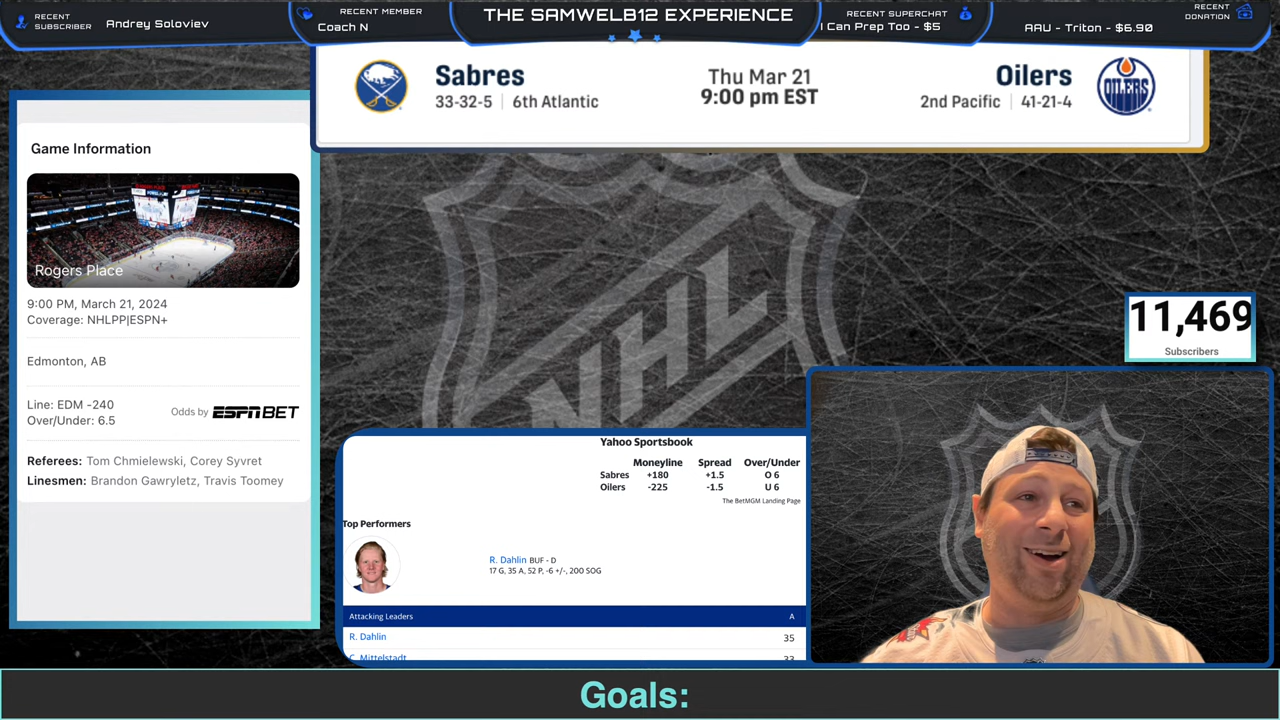 RECENT
SUBSCRIBER
Andrey Soloviev
RECENT MEMBER
Coach N
THE SAMWELB12 EXPERIENCE
RECENT SUPERCHAT
I Can Prep Too - $5
RECENT
DONATION
AAU - Triton - $6.90
Sabres
33-32-5 | 6th Atlantic
Thu Mar 21
9:00 pm EST
Oilers
2nd Pacific | 41-21-4
OILERS
Game Information
Rogers Place
9:00 PM, March 21, 2024
Coverage: NHLPP|ESPN+
Edmonton, AB
Line: EDM -240
Over/Under: 6.5
Odds by ESPN BET
Referees: Tom Chmielewski, Corey Syvret
Linesmen: Brandon Gawryletz, Travis Toomey
NHL
11,469
Subscribers
Yahoo Sportsbook
Moneyline Spread Over/Under
Sabres +180 +1.5 O 6
Oilers -225 -1.5 U 6
The BetMGM Landing Page
Top Performers
R. Dahlin BUF - D
17 G, 35 A, 52 P, -6 +/-, 200 SOG
Attacking Leaders A
R. Dahlin 35
C. Mittelstadt 33
Goals: